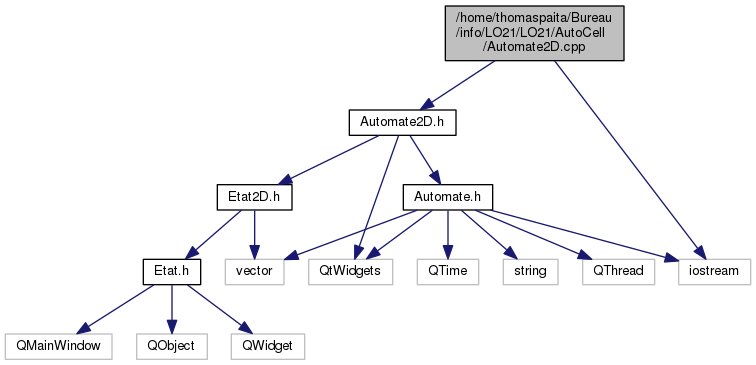 /home/thomaspaita/Bureau
/info/LO21/LO21/AutoCell
/Automate2D.cpp
Automate2D.h
Etat2D.h
Automate.h
Etat.h
vector
QtWidgets
QTime
string
QThread
iostream
QMainWindow
QObject
QWidget